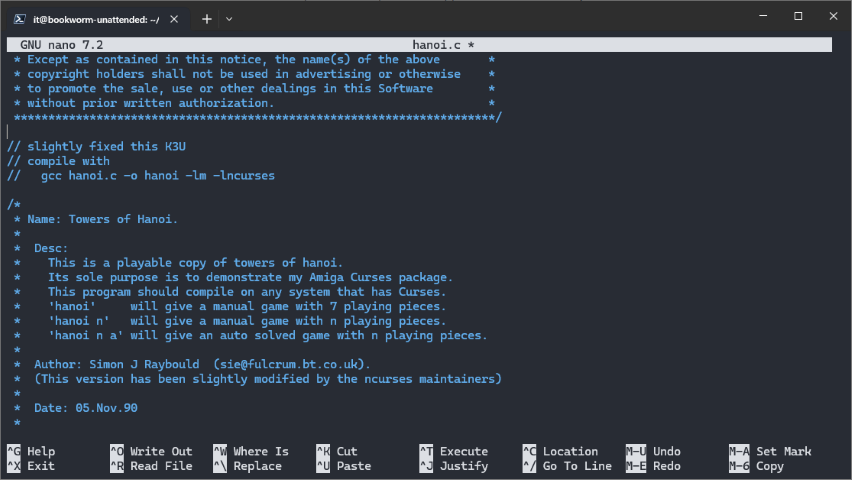 it@bookworm-unattended: ~/
GNU nano 7.2 hanoi.c *
* Except as contained in this notice, the name(s) of the above *
* copyright holders shall not be used in advertising or otherwise *
* to promote the sale, use or other dealings in this Software *
* without prior written authorization. *
**********************************************************************/
// slightly fixed this K3U
// compile with
// gcc hanoi.c -o hanoi -lm -lncurses
/*
* Name: Towers of Hanoi.
*
* Desc:
* This is a playable copy of towers of hanoi.
* Its sole purpose is to demonstrate my Amiga Curses package.
* This program should compile on any system that has Curses.
* 'hanoi' will give a manual game with 7 playing pieces.
* 'hanoi n' will give a manual game with n playing pieces.
* 'hanoi n a' will give an auto solved game with n playing pieces.
*
* Author: Simon J Raybould (sie@fulcrum.bt.co.uk).
* (This version has been slightly modified by the ncurses maintainers)
*
* Date: 05.Nov.90
*
^G Help ^O Write Out ^W Where Is ^K Cut ^T Execute ^C Location M-U Undo M-A Set Mark
^X Exit ^R Read File ^\ Replace ^U Paste ^J Justify ^/ Go To Line M-E Redo M-6 Copy